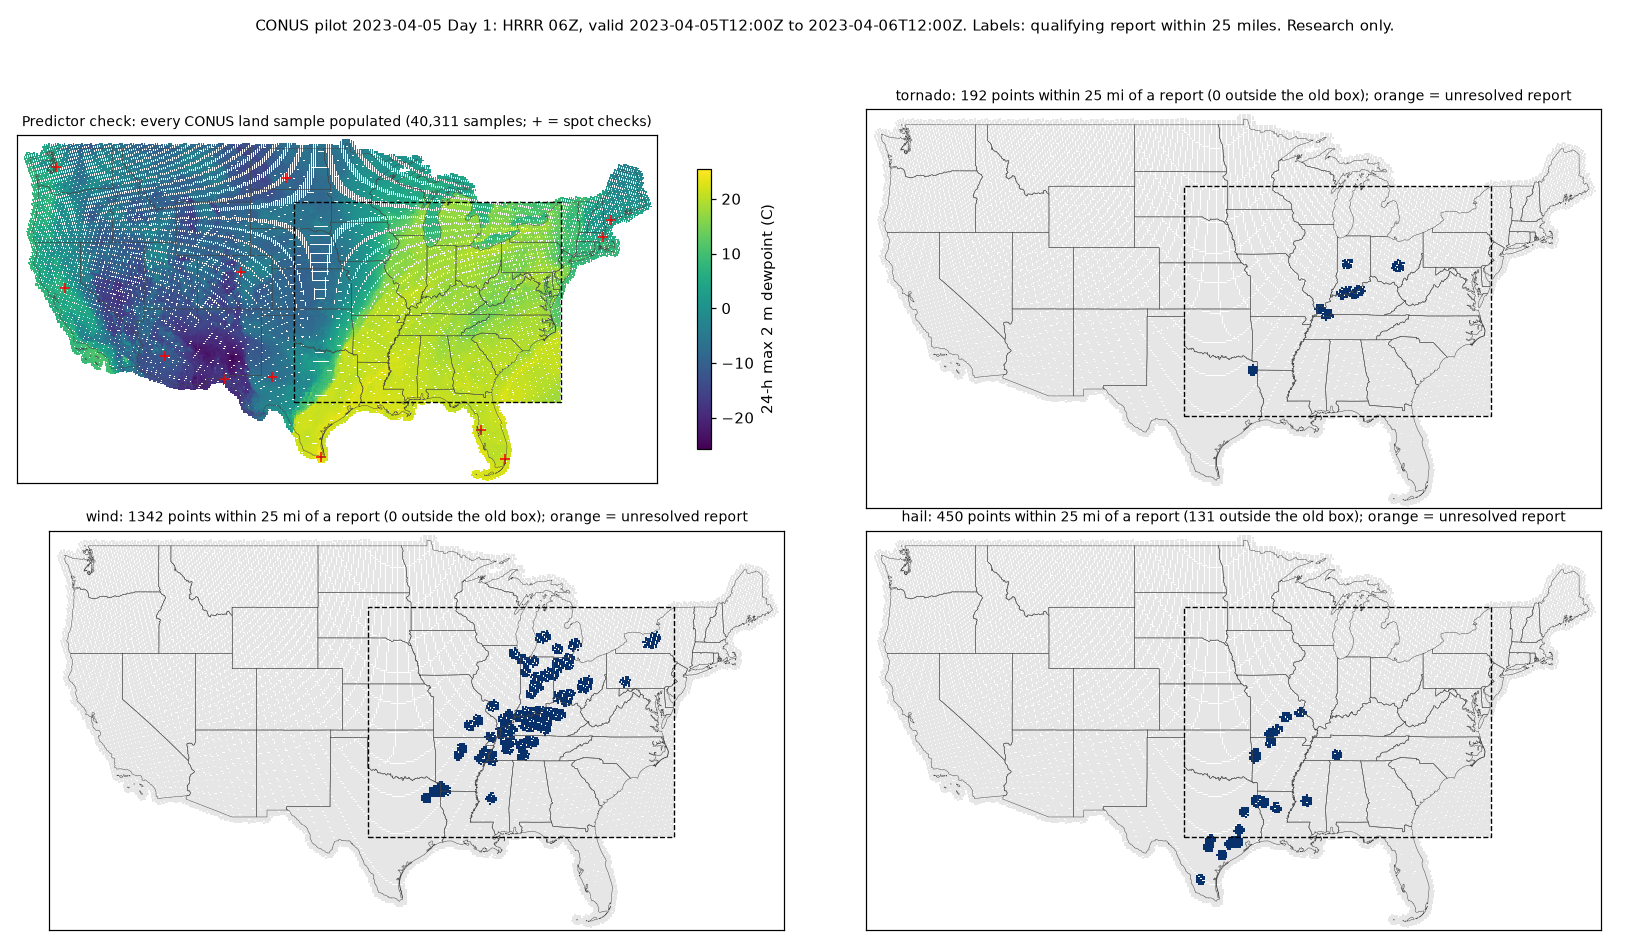 CONUS pilot 2023-04-05 Day 1: HRRR 06Z, valid 2023-04-05T12:00Z to 2023-04-06T12:00Z. Labels: qualifying report within 25 miles. Research only.
Predictor check: every CONUS land sample populated (40,311 samples; + = spot checks)
20
10
0
−10
−20
24-h max 2 m dewpoint (C)
tornado: 192 points within 25 mi of a report (0 outside the old box); orange = unresolved report
wind: 1342 points within 25 mi of a report (0 outside the old box); orange = unresolved report
hail: 450 points within 25 mi of a report (131 outside the old box); orange = unresolved report